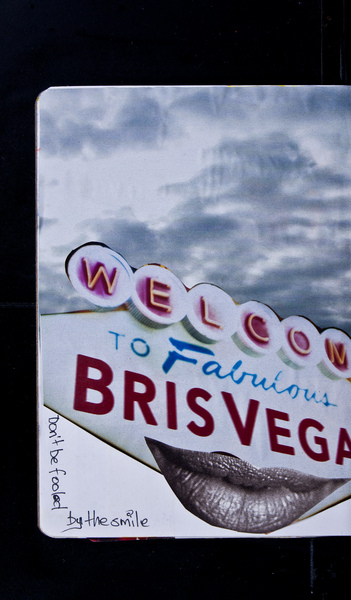 WELCOM
TO Fabulous
BRISVEGA
Don't be fooled
by the smile